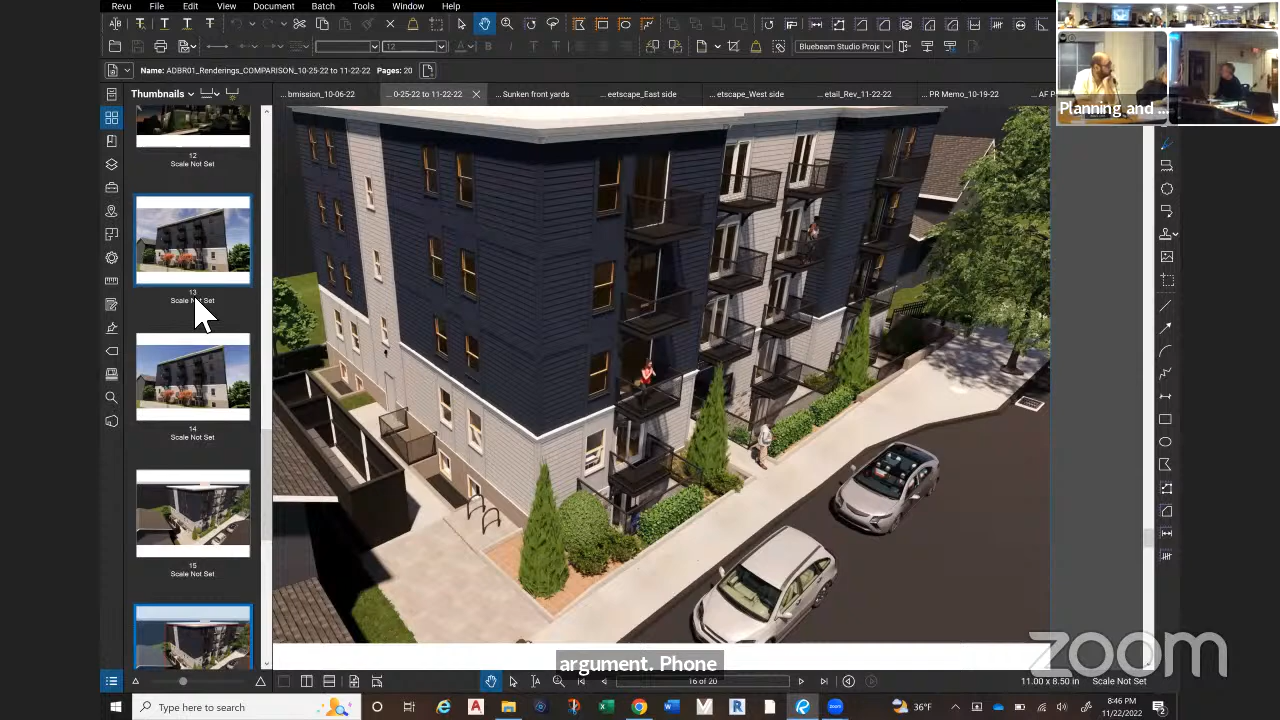 Revu File Edit View Document Batch Tools Window Help
12 Bluebeam Studio Proje
Name: ADBR01_Renderings_COMPARISON_10-25-22 to 11-22-22 Pages: 20
Thumbnails
...bmission_10-06-22 ... 0-25-22 to 11-22-22 ... Sunken front yards ... eetscape_East side ... etscape_West side ... etail_Rev_11-22-22 ... PR Memo_10-19-22 ... AF P
Planning and ...
12
Scale Not Set
13
Scale Not Set
14
Scale Not Set
15
Scale Not Set
argument. Phone
zoom
16 of 20 11.00 x 8.50 in Scale Not Set
Type here to search
36°F
8:46 PM
11/22/2022